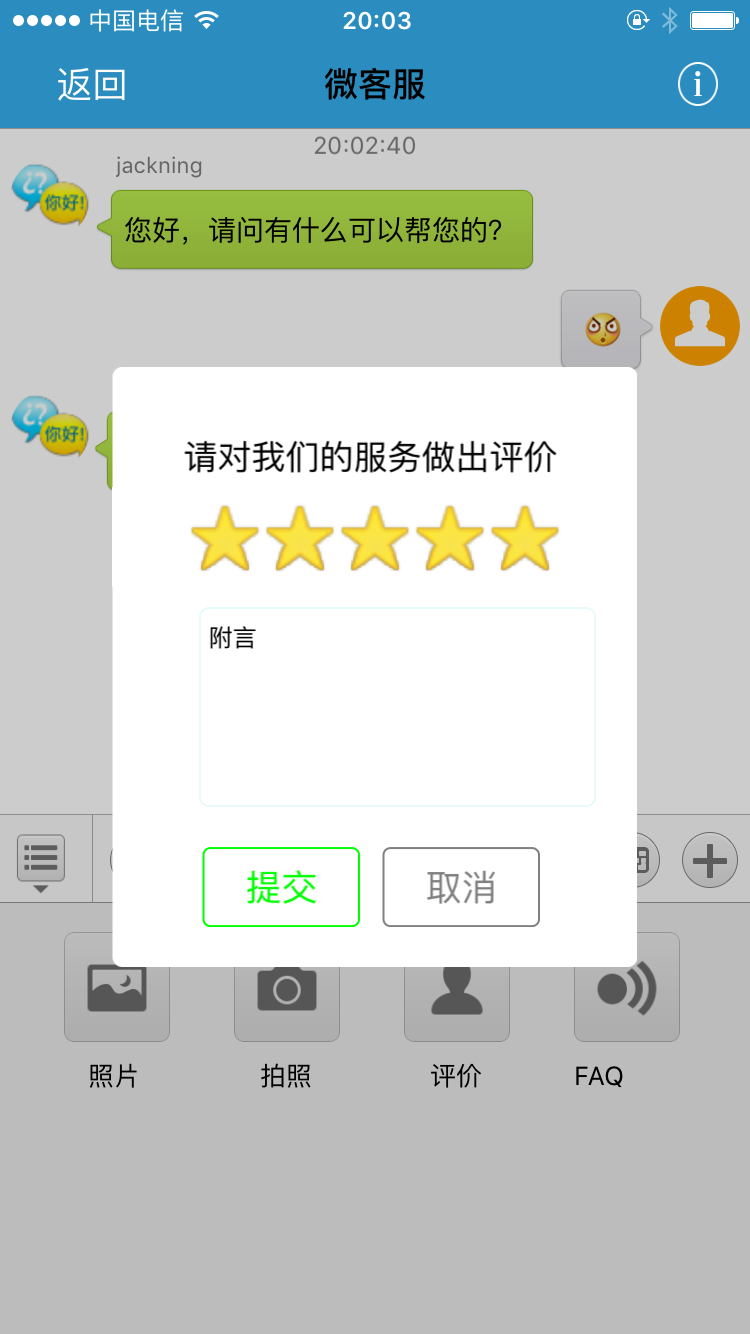 中国电信
20:03
返回
微客服
20:02:40
jackning
你好!
您好，请问有什么可以帮您的?
你好!
请对我们的服务做出评价
附言
提交
取消
照片
拍照
评价
FAQ